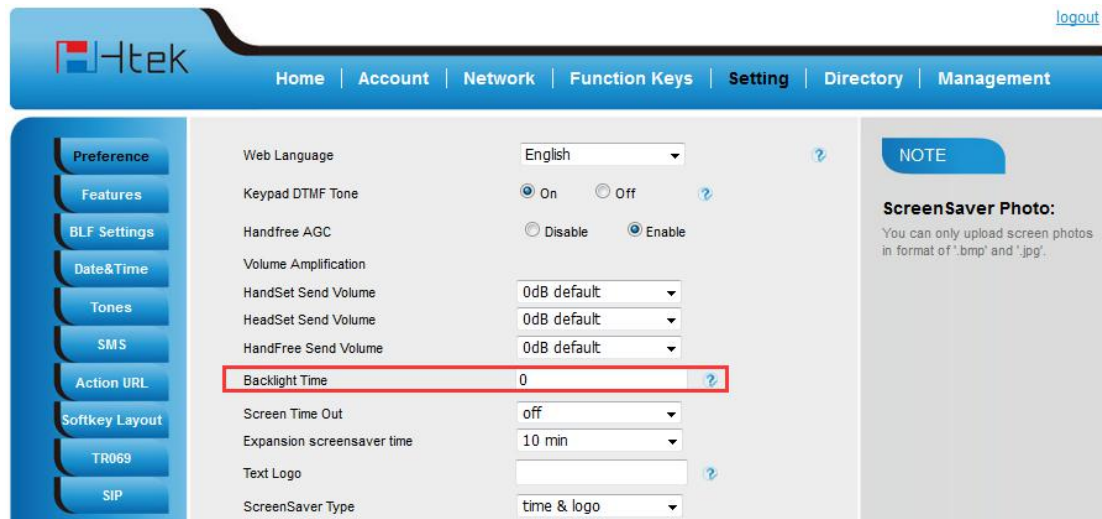 logout
Htek
Home | Account | Network | Function Keys | Setting | Directory | Management
Preference
Features
BLF Settings
Date&Time
Tones
SMS
Action URL
Softkey Layout
TR069
SIP
Web Language English
Keypad DTMF Tone On Off
Handfree AGC Disable Enable
Volume Amplification
HandSet Send Volume 0dB default
HeadSet Send Volume 0dB default
HandFree Send Volume 0dB default
Backlight Time 0
Screen Time Out off
Expansion screensaver time 10 min
Text Logo
ScreenSaver Type time & logo
NOTE
ScreenSaver Photo:
You can only upload screen photos
in format of '.bmp' and '.jpg'.